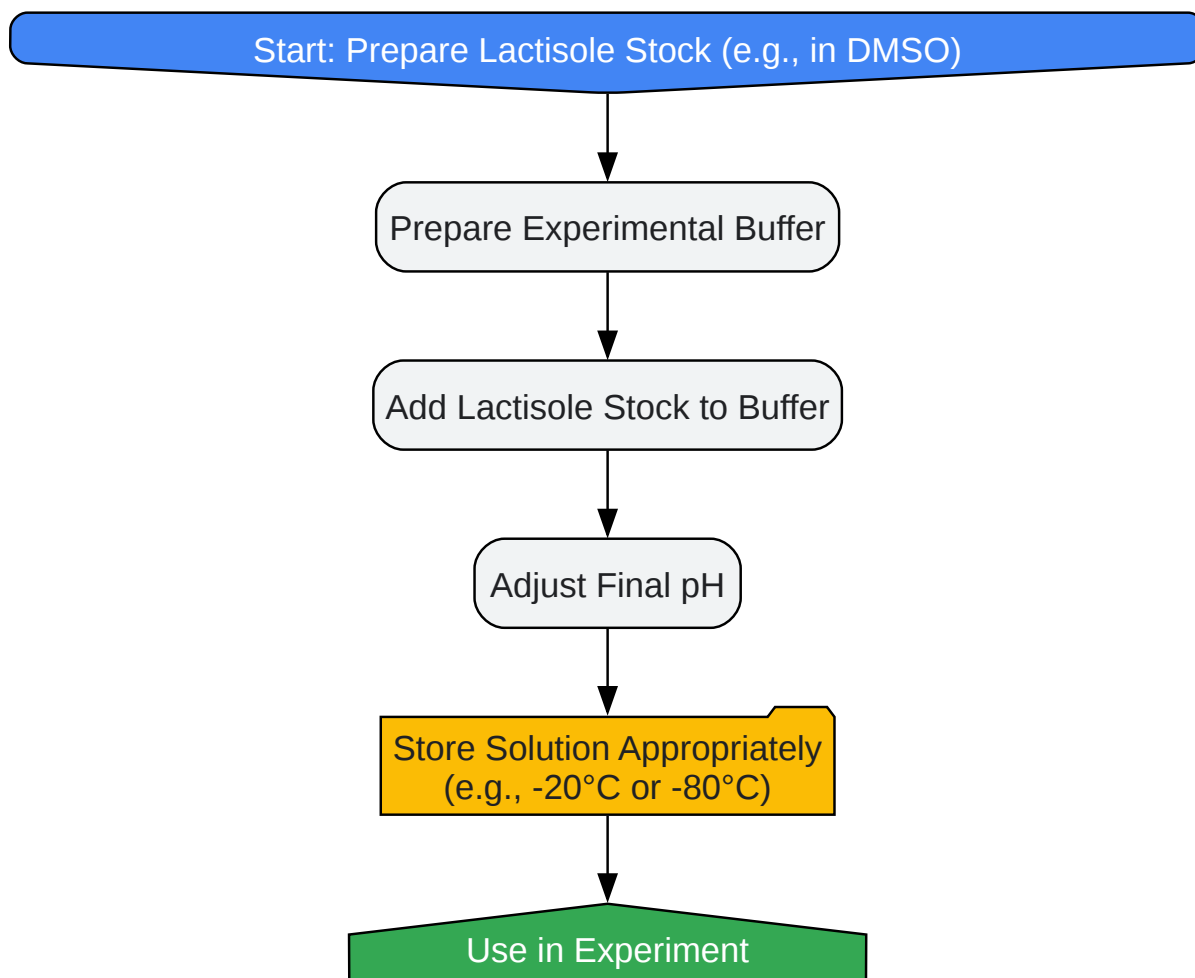 Start: Prepare Lactisole Stock (e.g., in DMSO)
Prepare Experimental Buffer
Add Lactisole Stock to Buffer
Adjust Final pH
Store Solution Appropriately
(e.g., -20°C or -80°C)
Use in Experiment